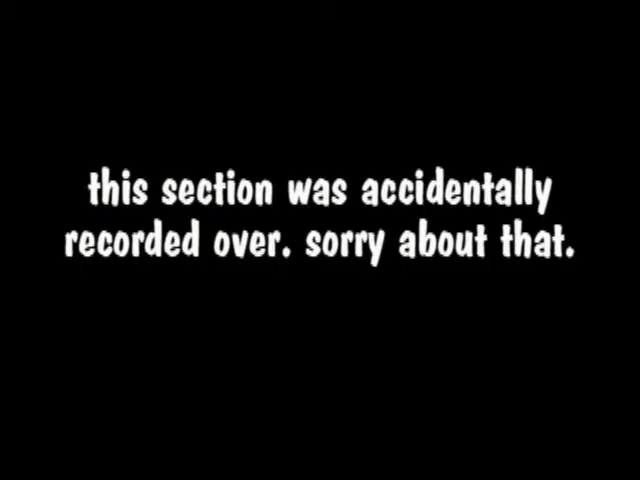 this section was accidentally
recorded over. sorry about that.